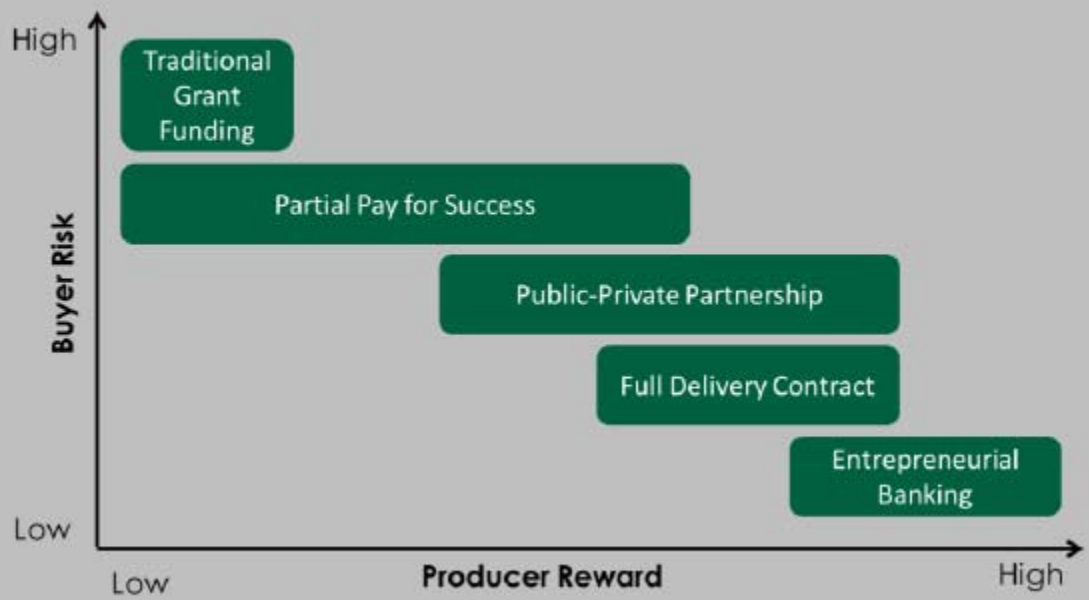 High
Traditional
Grant
Funding
Partial Pay for Success
Buyer Risk
Public-Private Partnership
Full Delivery Contract
Entrepreneurial
Banking
Low
Low
Producer Reward
High